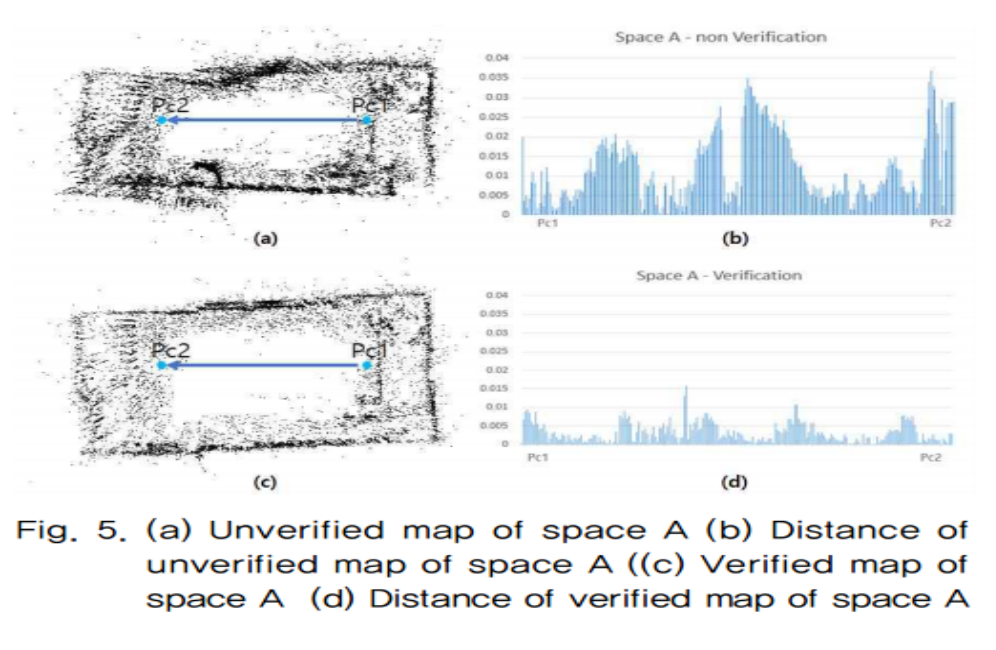 Space A - non Verification
0.04
0.035
0.03
0.025
0.02
0.015
0.01
0.005
0
Pc2
Pc1
Pc1
Pc2
(a)
(b)
Space A - Verification
0.04
0.035
0.03
0.025
0.02
0.015
0.01
0.005
0
Pc2
Pc1
Pc1
Pc2
(c)
(d)
Fig. 5. (a) Unverified map of space A (b) Distance of
unverified map of space A ((c) Verified map of
space A (d) Distance of verified map of space A